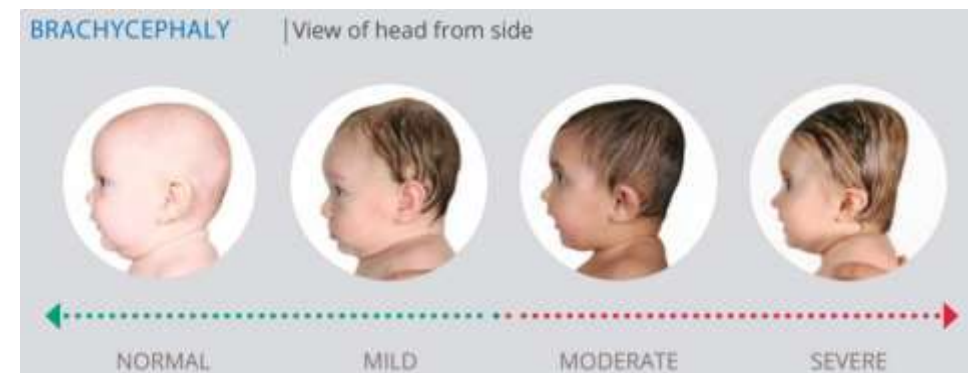 BRACHYCEPHALY | View of head from side
NORMAL MILD MODERATE SEVERE